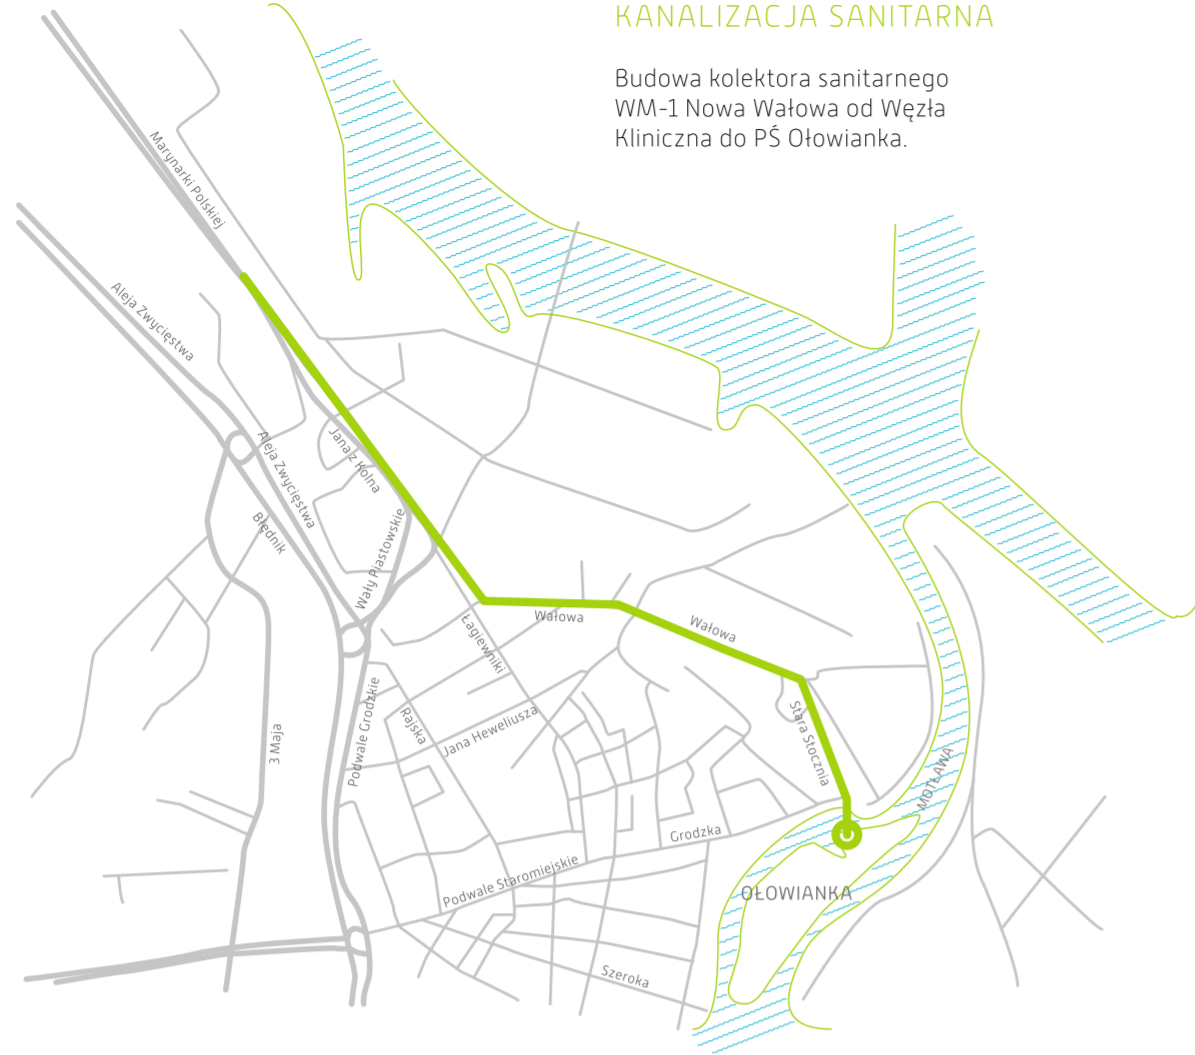 KANALIZACJA SANITARNA
Budowa kolektora sanitarnego
WM-1 Nowa Wałowa od Węzła
Kliniczna do PŚ Ołowianka.
Marynarki Polskiej
Aleja Zwycięstwa
Aleja Zwycięstwa
Jana z Kolna
Błędnik
Wały Piastowskie
Łagiewniki
Wałowa
Wałowa
Podwale Grodzkie
Rajska
Jana Heweliusza
Stara Stocznia
3 Maja
MOTŁAWA
Grodzka
Podwale Staromiejskie
OŁOWIANKA
Szeroka